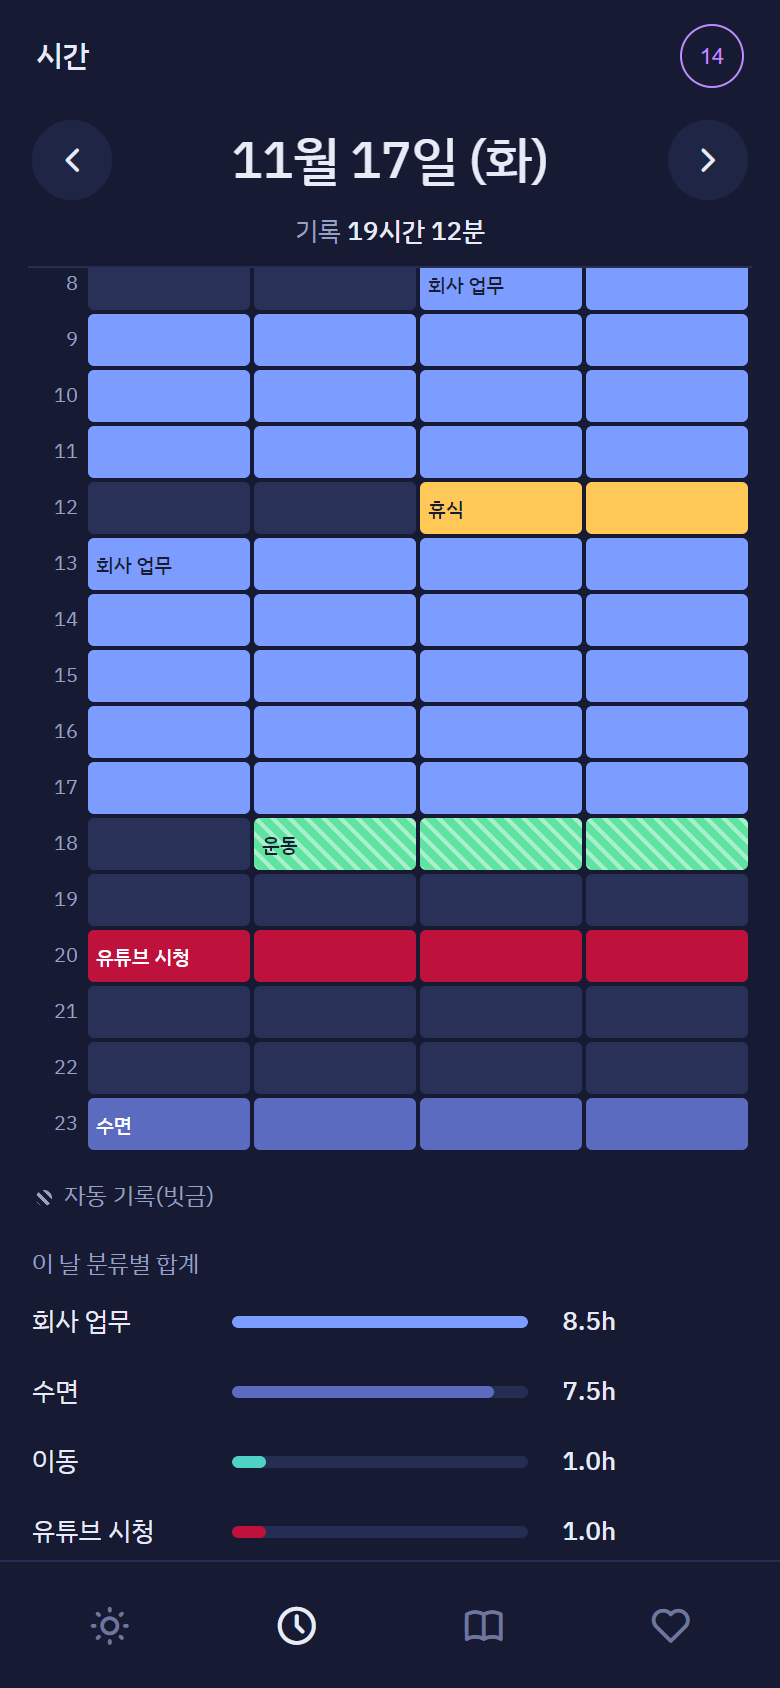 시간
14
11월 17일 (화)
기록 19시간 12분
8 회사 업무
9
10
11
12 휴식
13 회사 업무
14
15
16
17
18 운동
19
20 유튜브 시청
21
22
23 수면
자동 기록(빗금)
이 날 분류별 합계
회사 업무 8.5h
수면 7.5h
이동 1.0h
유튜브 시청 1.0h